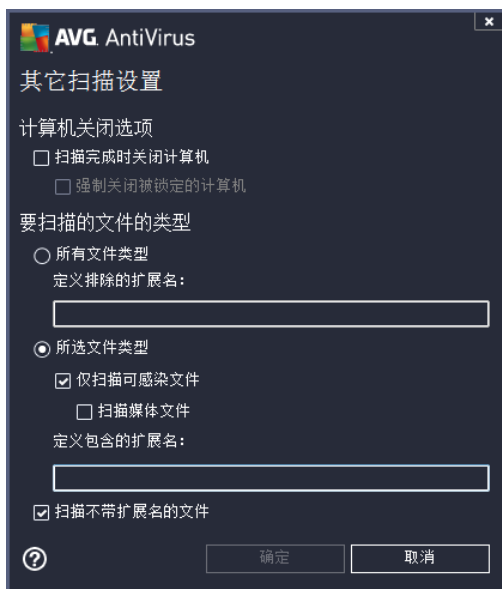 AVG. AntiVirus
其它扫描设置
计算机关闭选项
扫描完成时关闭计算机
强制关闭被锁定的计算机
要扫描的文件的类型
所有文件类型
定义排除的扩展名：
所选文件类型
仅扫描可感染文件
扫描媒体文件
定义包含的扩展名：
扫描不带扩展名的文件
确定 取消